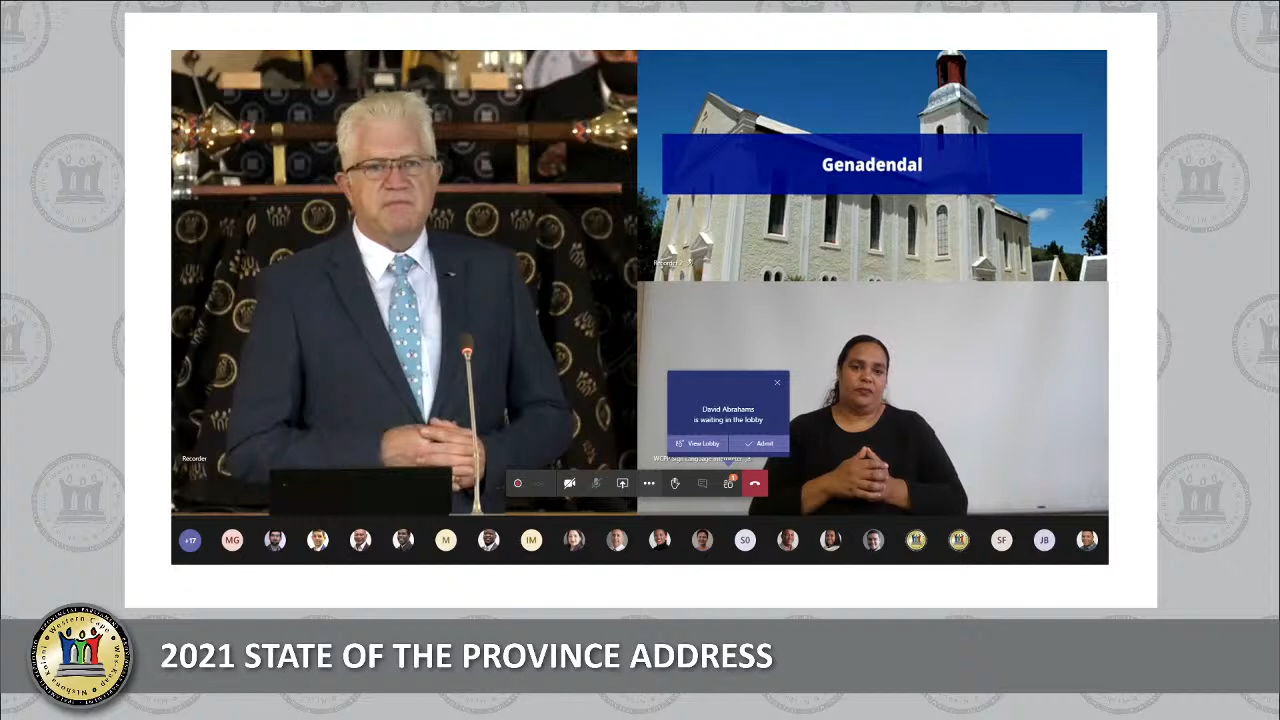 Genadendal
Recorder
David Abrahams
is waiting in the lobby
View Lobby
Admit
Recorder
+17
MG
M
IM
SO
SF
JB
Western Cape
2021 STATE OF THE PROVINCE ADDRESS